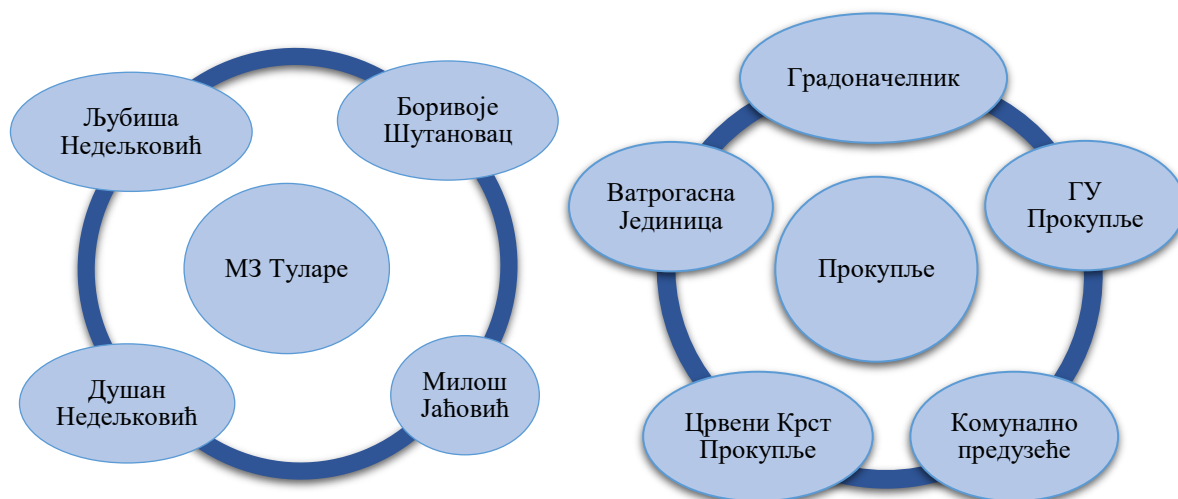 Љубиша
Недељковић
Боривоје
Шутановац
МЗ Туларе
Душан
Недељковић
Милош
Јаћовић
Градоначелник
Ватрогасна
Јединица
ГУ
Прокупље
Прокупље
Црвени Крст
Прокупље
Комунално
предузеће